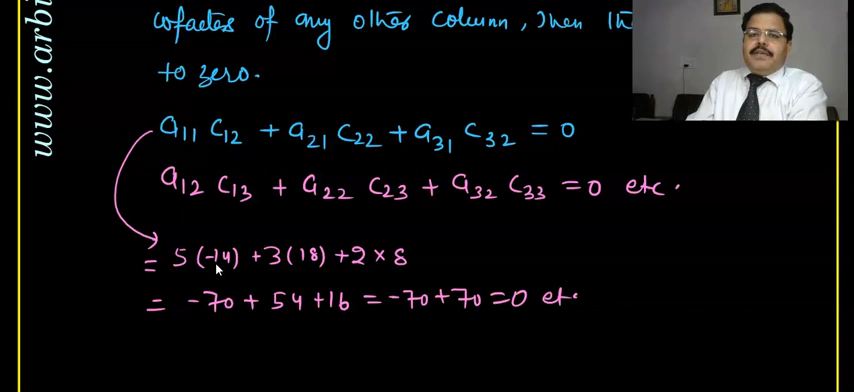 cofactors of any other column, then the
to zero.
a₁₁ C₁₂ + a₂₁ C₂₂ + a₃₁ C₃₂ = 0
a₁₂ C₁₃ + a₂₂ C₂₃ + a₃₂ C₃₃ = 0 etc.
= 5 (-14) + 3 (18) + 2 × 8
= -70 + 54 + 16 = -70 + 70 = 0 etc.
www.arbi